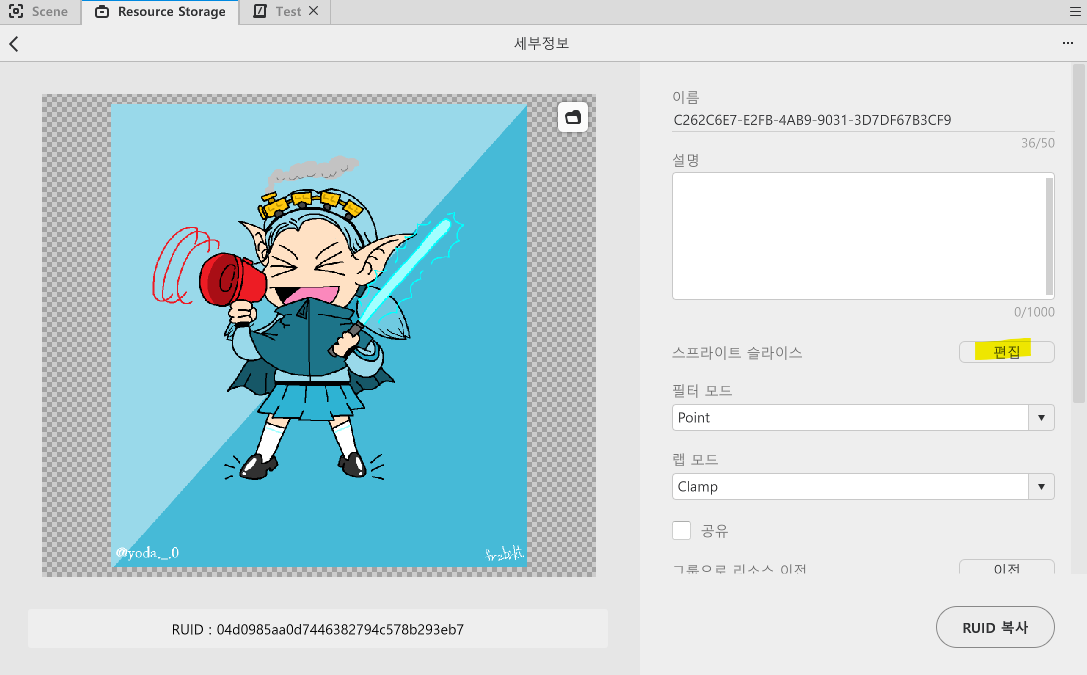 Scene
Resource Storage
Test
세부정보
이름
C262C6E7-E2FB-4AB9-9031-3D7DF67B3CF9
36/50
설명
0/1000
스프라이트 슬라이스
편집
필터 모드
Point
랩 모드
Clamp
공유
그룹으로 리소스 이전
이전
@yoda._.0
RUID : 04d0985aa0d7446382794c578b293eb7
RUID 복사